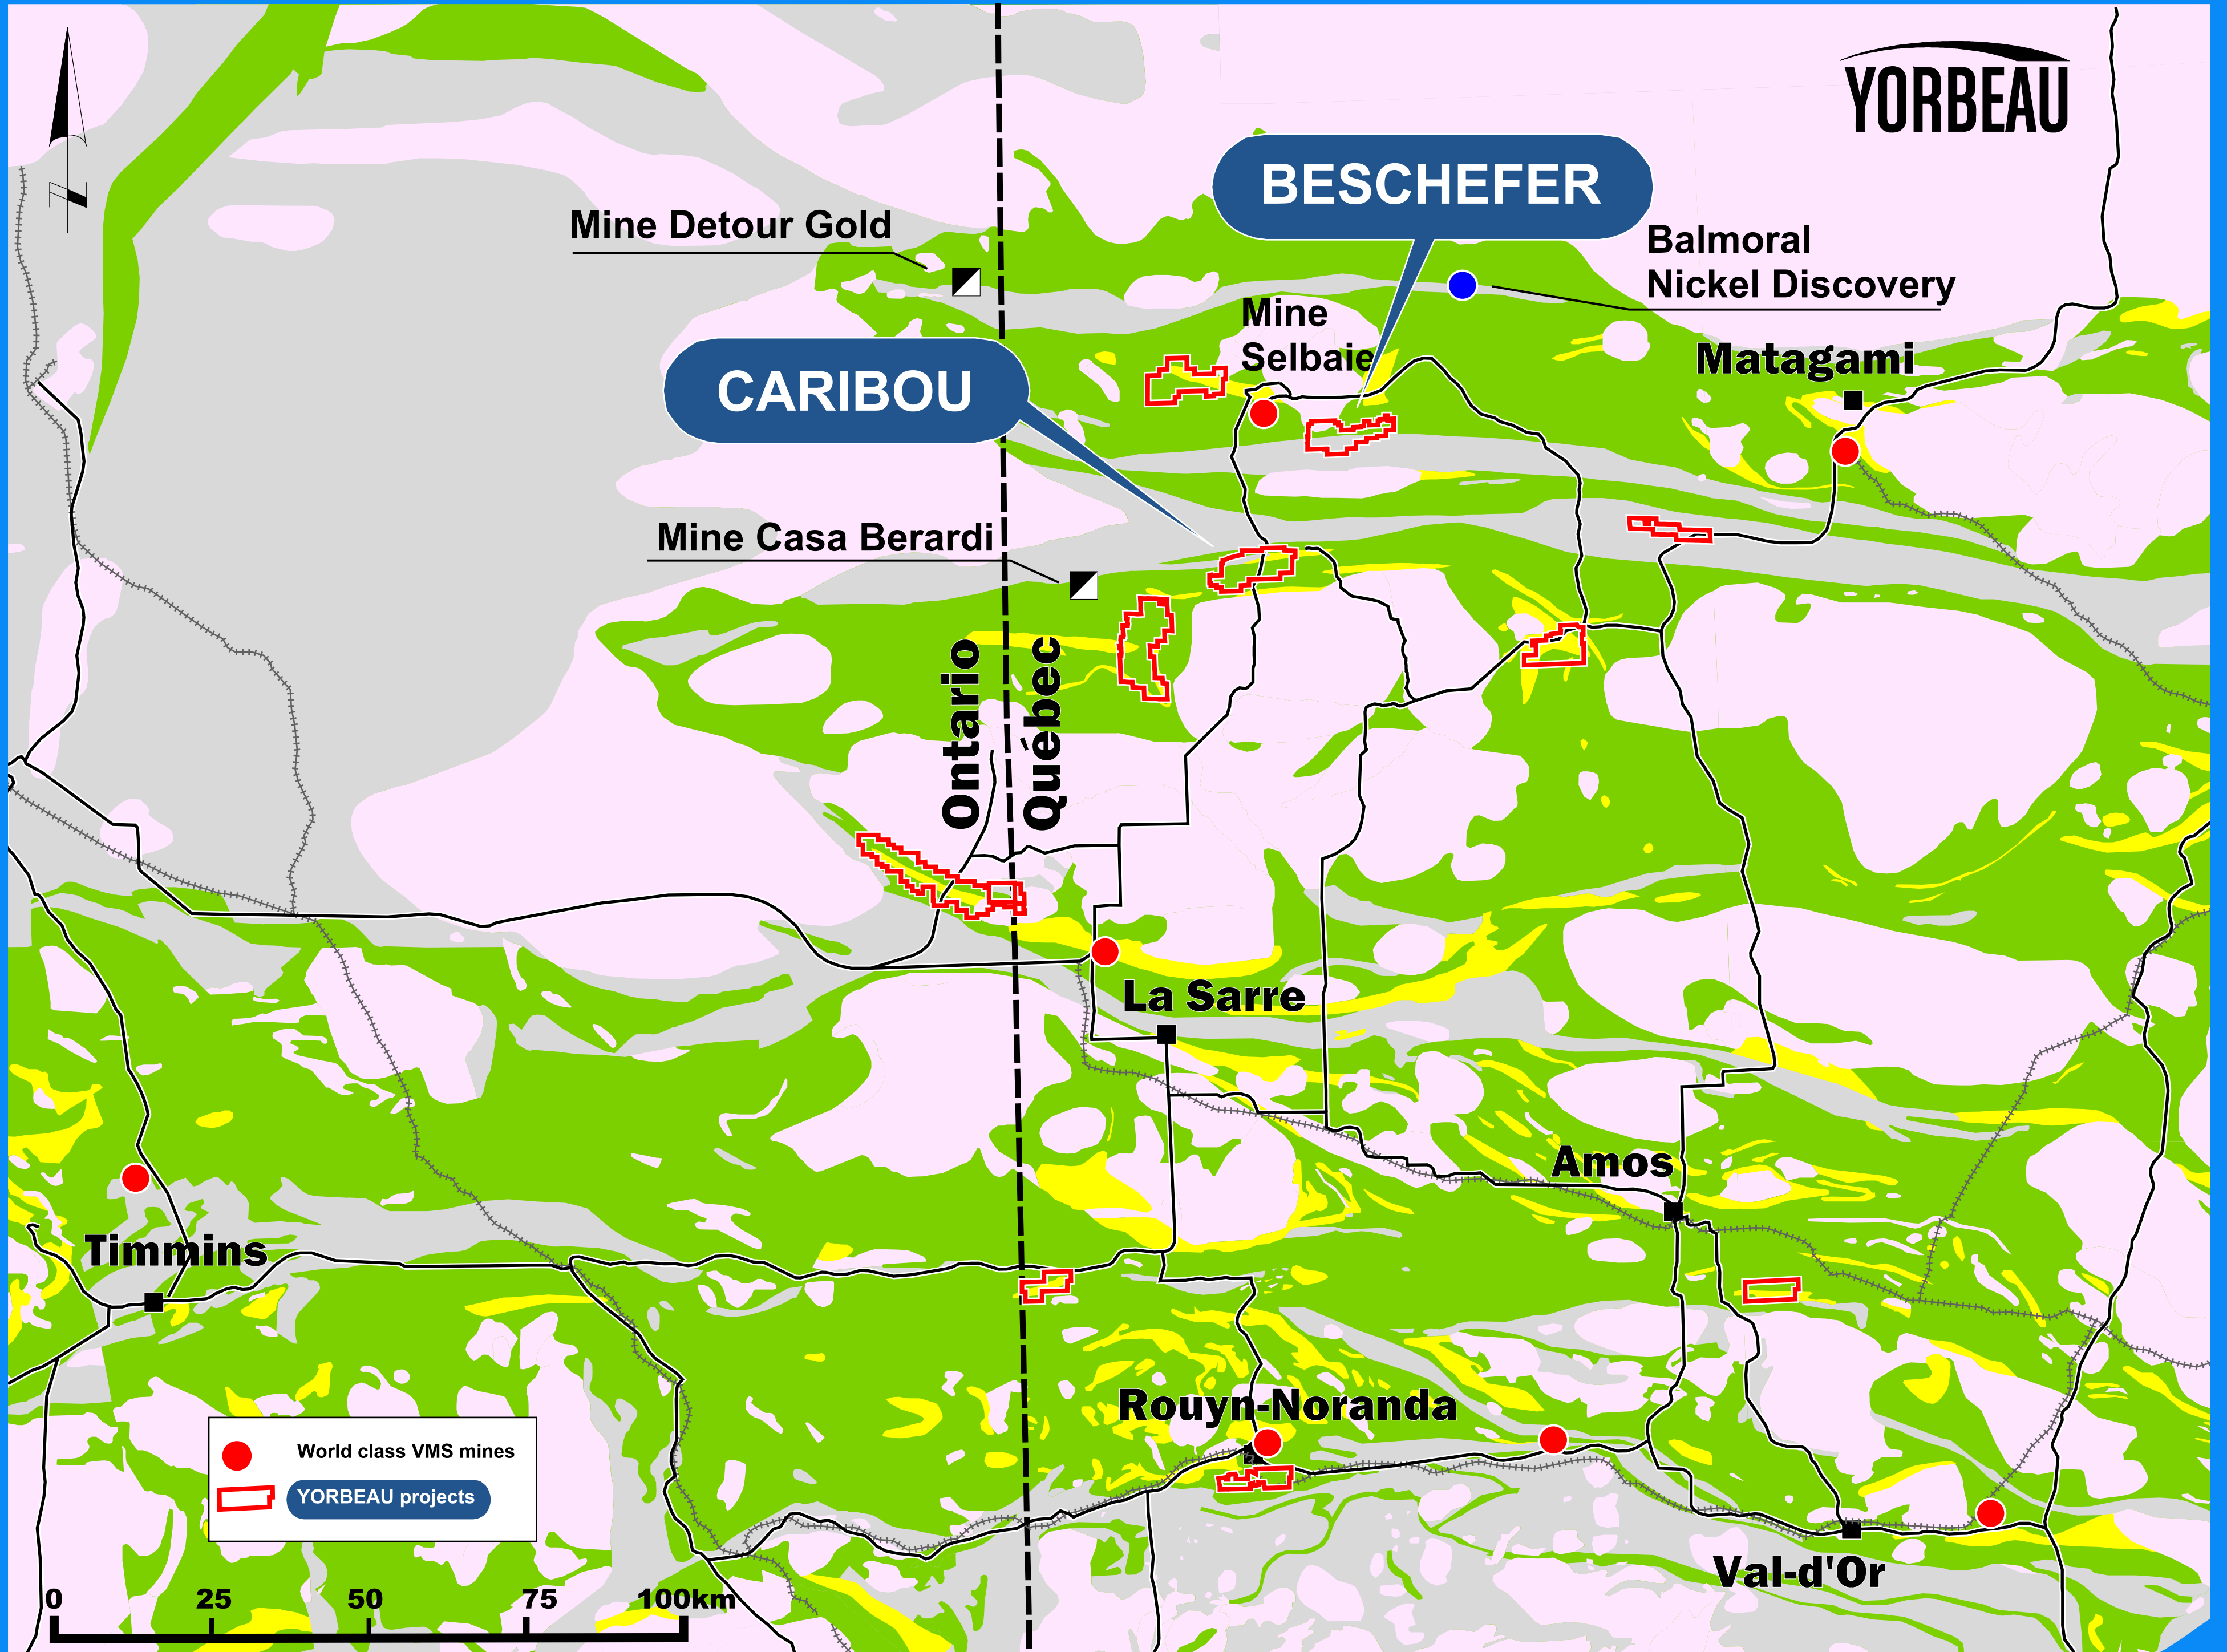 YORBEAU
BESCHEFER
Mine Detour Gold
Balmoral
Nickel Discovery
Mine
Selbaie
Matagami
CARIBOU
Mine Casa Berardi
Ontario
Québec
La Sarre
Amos
Timmins
Rouyn-Noranda
World class VMS mines
YORBEAU projects
Val-d'Or
0 25 50 75 100km
N